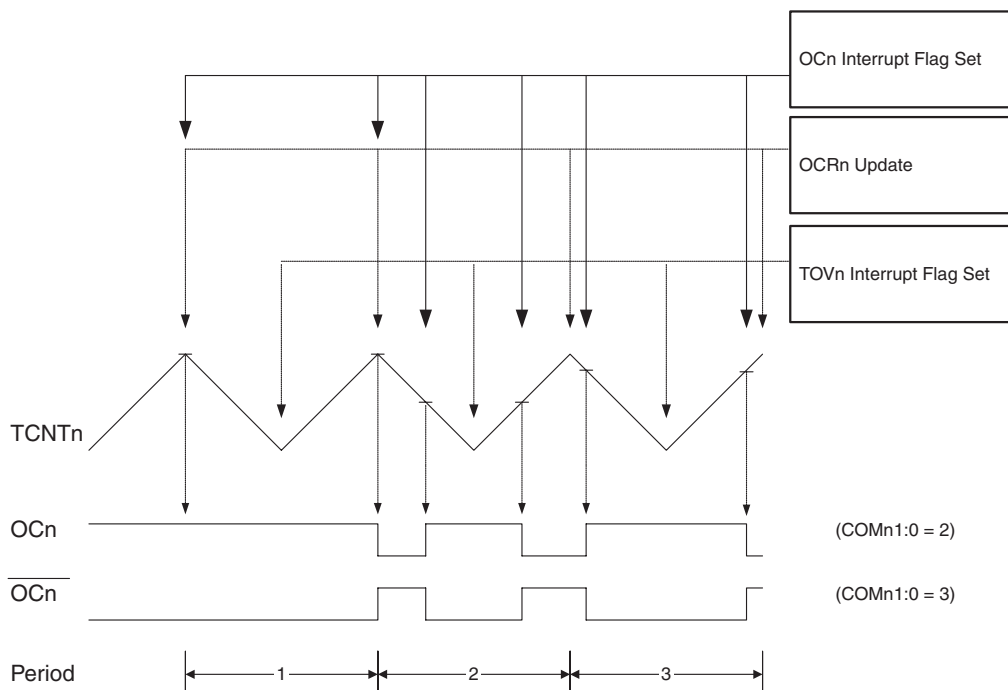 OCn Interrupt Flag Set
OCRn Update
TOVn Interrupt Flag Set
TCNTn
OCn
(COMn1:0 = 2)
OCn
(COMn1:0 = 3)
Period
1
2
3